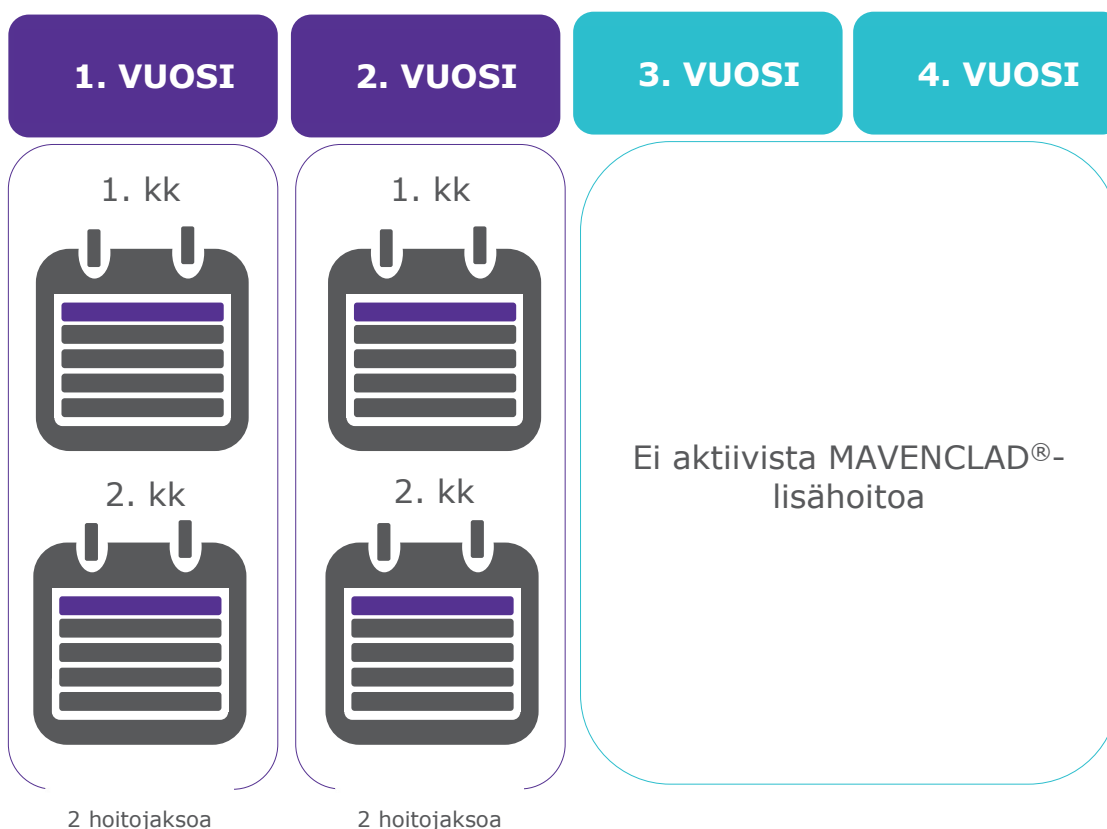 1. VUOSI
2. VUOSI
3. VUOSI
4. VUOSI
1. kk
1. kk
2. kk
2. kk
Ei aktiivista MAVENCLAD®-
lisähoitoa
2 hoitojaksoa
2 hoitojaksoa